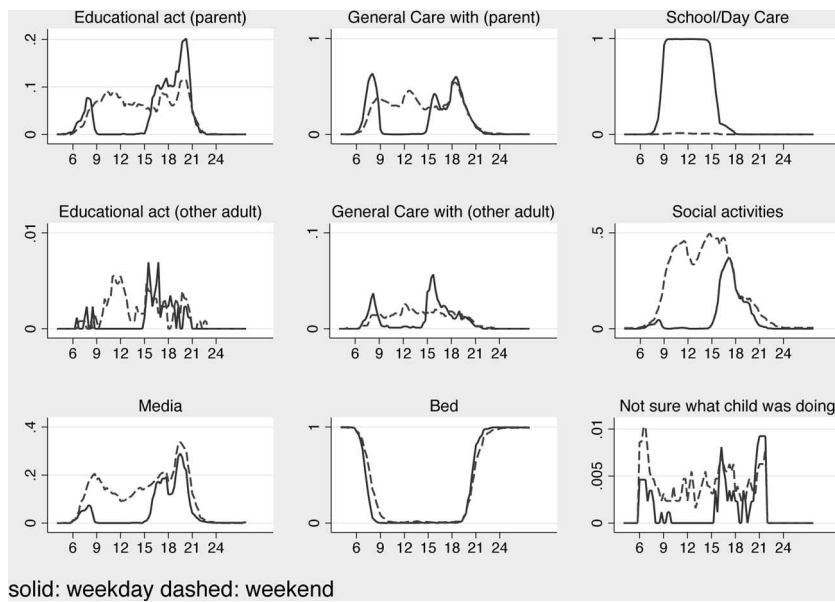 Educational act (parent)
General Care with (parent)
School/Day Care
.2
.1
0
6 9 12 15 18 21 24
1
0
6 9 12 15 18 21 24
1
0
6 9 12 15 18 21 24
Educational act (other adult)
General Care with (other adult)
Social activities
.01
0
6 9 12 15 18 21 24
.1
0
6 9 12 15 18 21 24
.5
0
6 9 12 15 18 21 24
Media
Bed
Not sure what child was doing
.4
.2
0
6 9 12 15 18 21 24
1
0
6 9 12 15 18 21 24
.01
.005
0
6 9 12 15 18 21 24
solid: weekday dashed: weekend